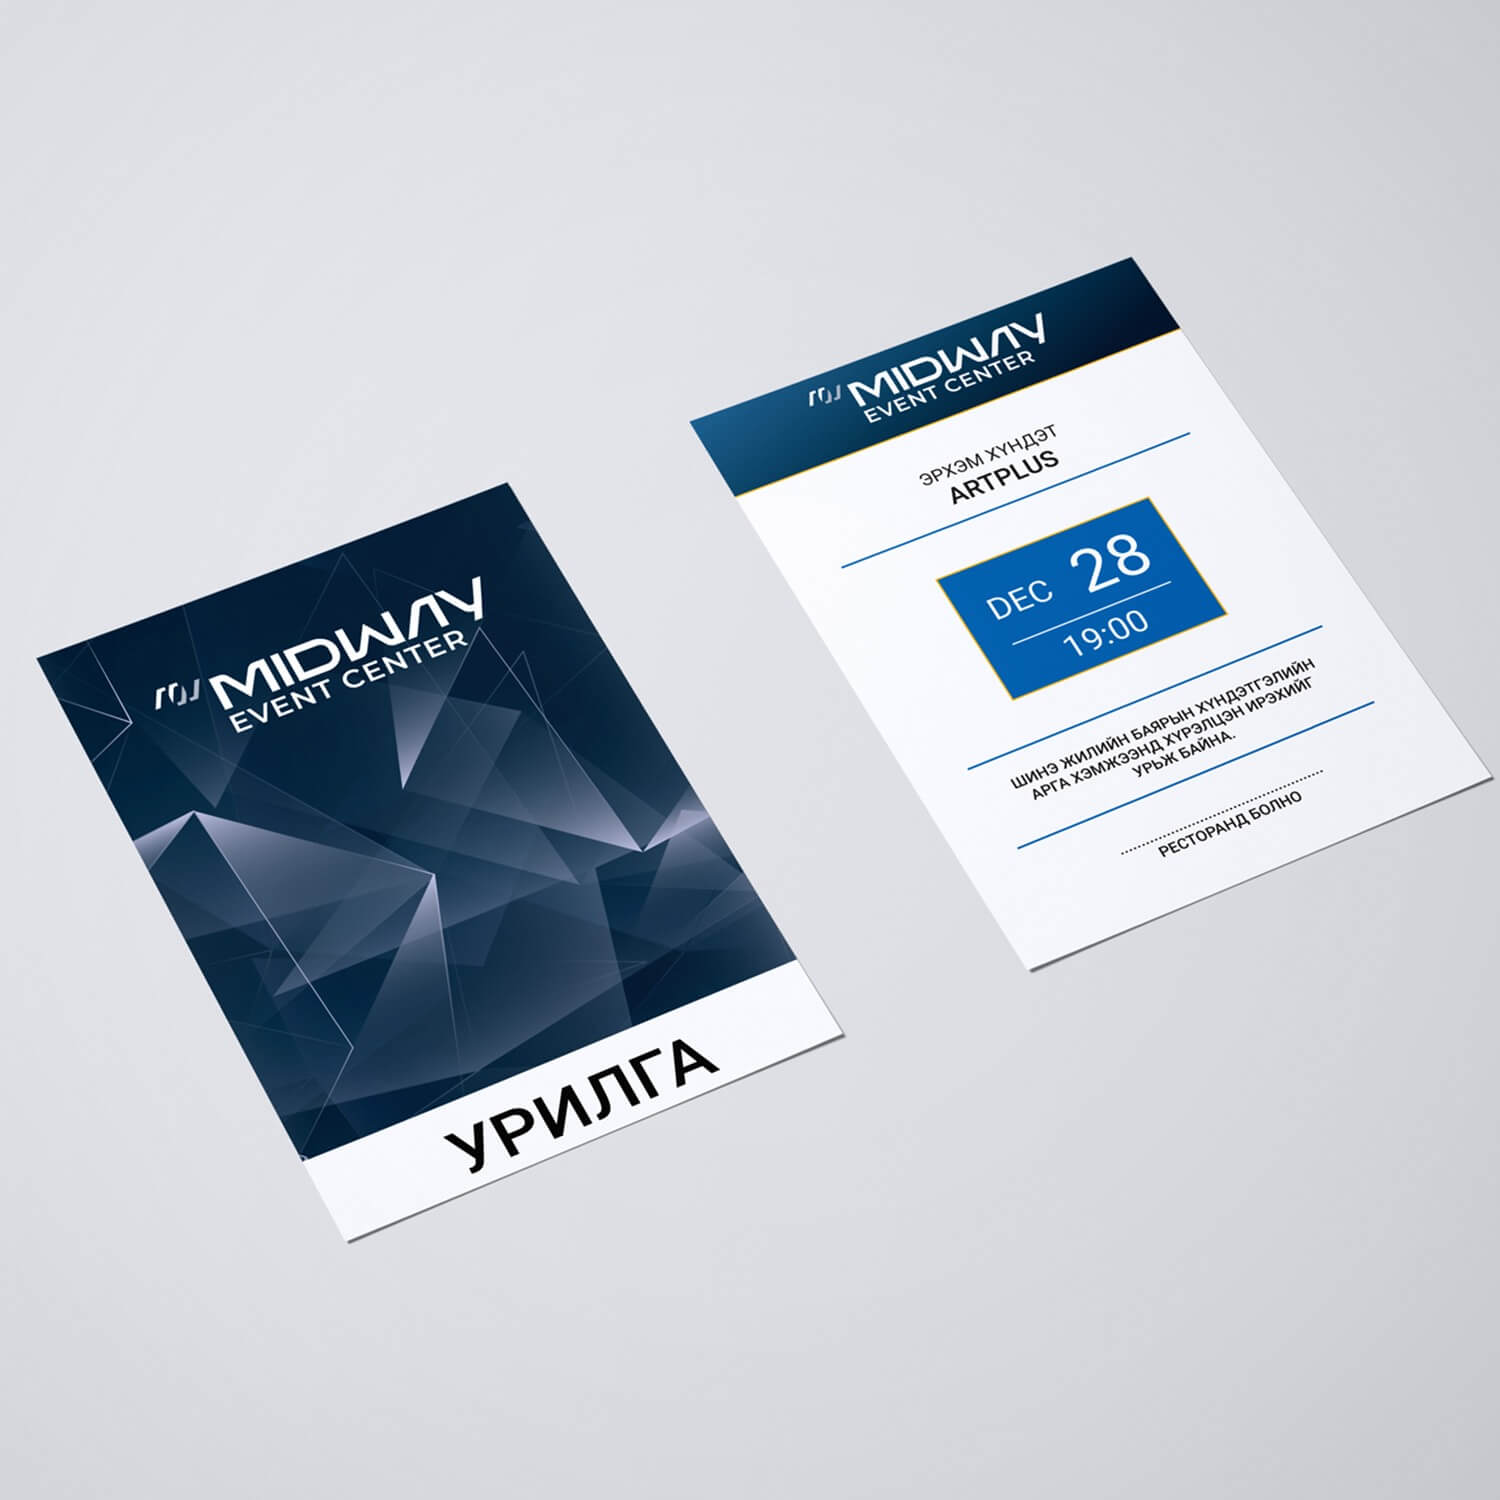 MIDWAY
EVENT CENTER
УРИЛГА
MIDWAY
EVENT CENTER
ЭРХЭМ ХҮНДЭТ
ARTPLUS
DEC 28
19:00
ШИНЭ ЖИЛИЙН БАЯРЫН ХҮНДЭТГЭЛИЙН
АРГА ХЭМЖЭЭНД ХҮРЭЛЦЭН ИРЭХИЙГ
УРЬЖ БАЙНА.
РЕСТОРАНД БОЛНО